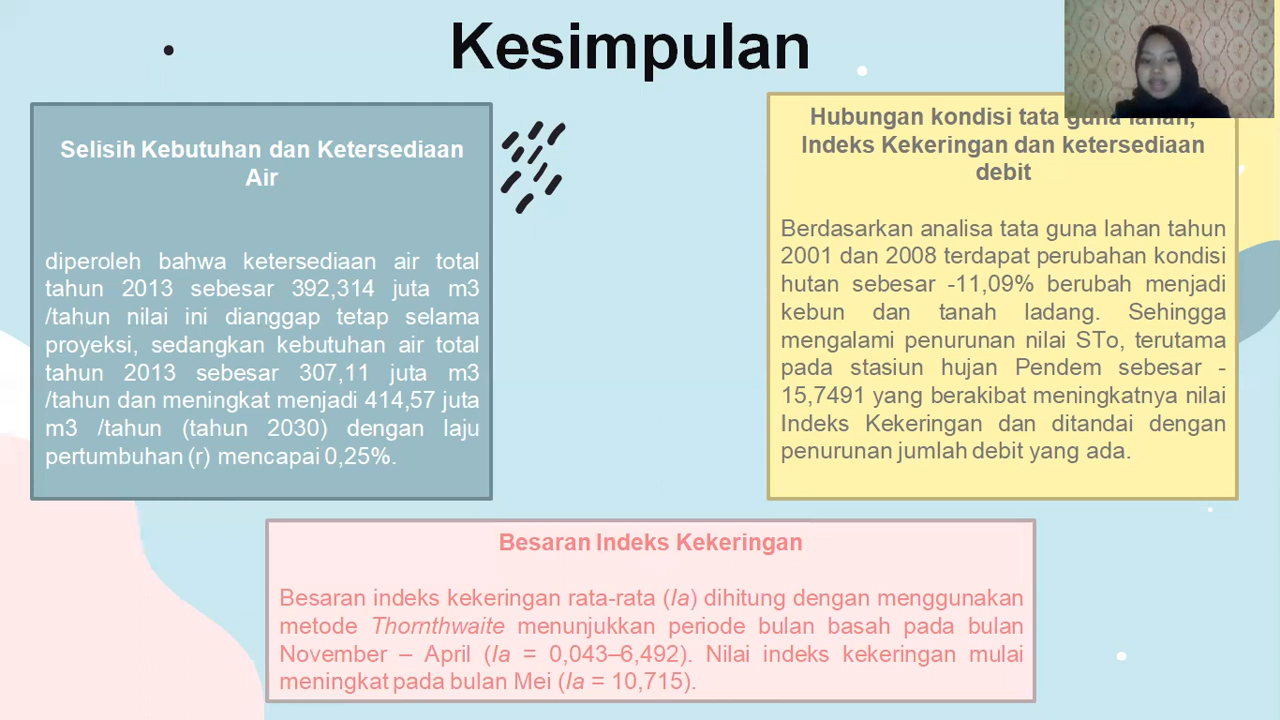 Kesimpulan
Selisih Kebutuhan dan Ketersediaan
Air
diperoleh bahwa ketersediaan air total
tahun 2013 sebesar 392,314 juta m3
/tahun nilai ini dianggap tetap selama
proyeksi, sedangkan kebutuhan air total
tahun 2013 sebesar 307,11 juta m3
/tahun dan meningkat menjadi 414,57 juta
m3 /tahun (tahun 2030) dengan laju
pertumbuhan (r) mencapai 0,25%.
Hubungan kondisi tata guna lahan,
Indeks Kekeringan dan ketersediaan
debit
Berdasarkan analisa tata guna lahan tahun
2001 dan 2008 terdapat perubahan kondisi
hutan sebesar -11,09% berubah menjadi
kebun dan tanah ladang. Sehingga
mengalami penurunan nilai STo, terutama
pada stasiun hujan Pendem sebesar -
15,7491 yang berakibat meningkatnya nilai
Indeks Kekeringan dan ditandai dengan
penurunan jumlah debit yang ada.
Besaran Indeks Kekeringan
Besaran indeks kekeringan rata-rata (Ia) dihitung dengan menggunakan
metode Thornthwaite menunjukkan periode bulan basah pada bulan
November – April (Ia = 0,043–6,492). Nilai indeks kekeringan mulai
meningkat pada bulan Mei (Ia = 10,715).